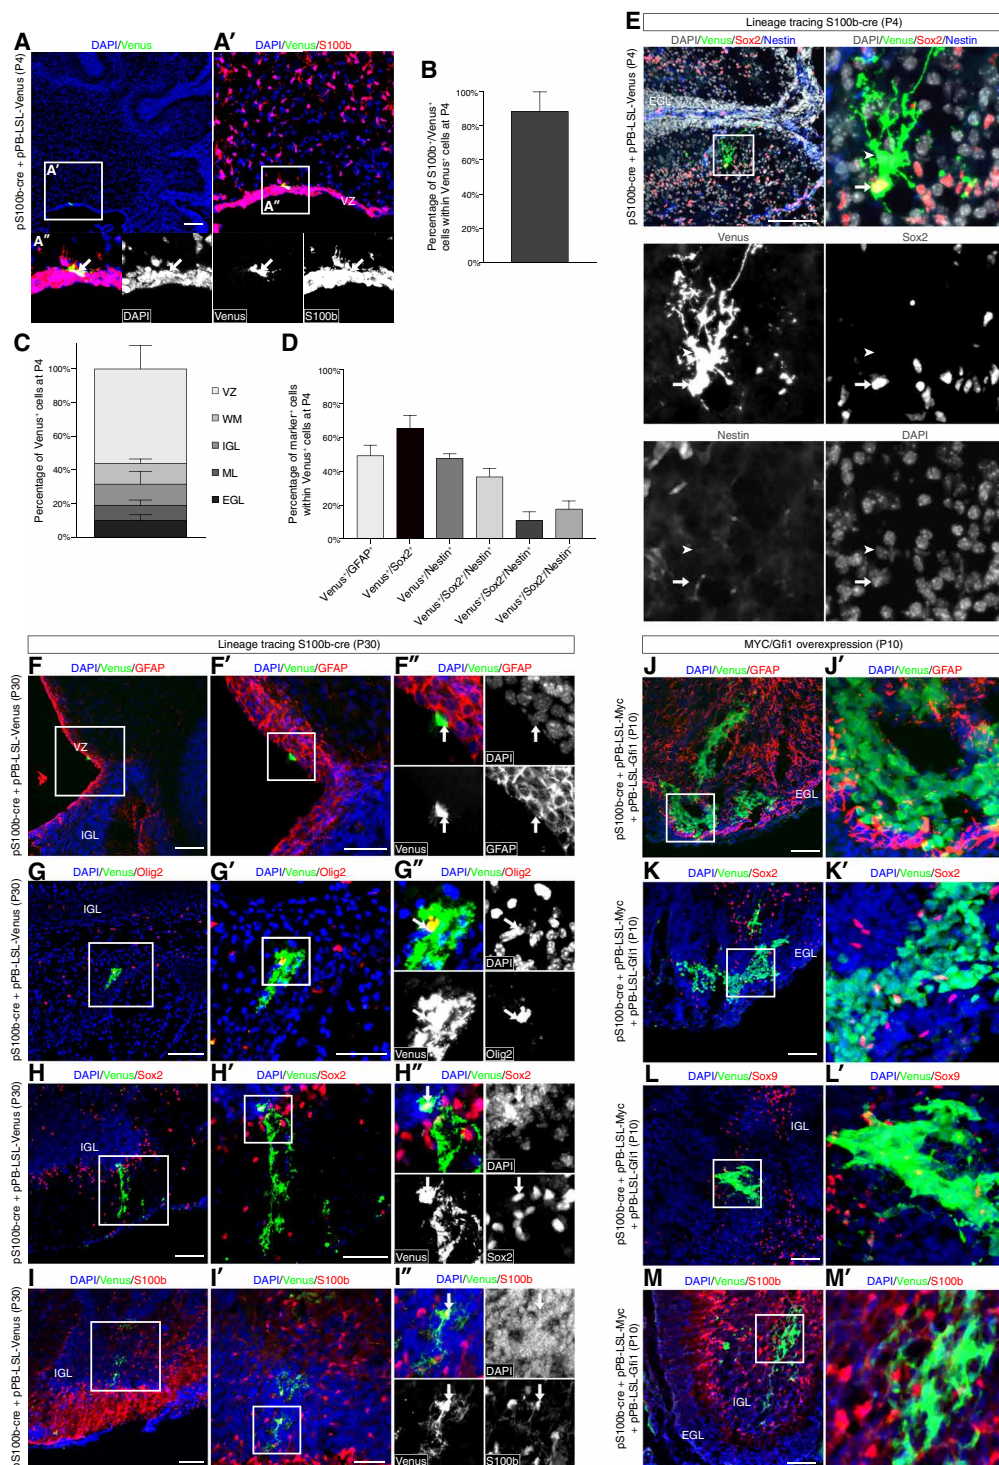 A
DAPI/Venus
pS100b-cre + pPB-LSL-Venus (P4)
A'
A'
DAPI/Venus/S100b
A"
VZ
A"
DAPI
Venus
S100b
B
Percentage of S100b+/Venus+
cells within Venus+ cells at P4
100%
80%
60%
40%
20%
0%
C
Percentage of Venus+ cells at P4
100%
80%
60%
40%
20%
0%
VZ
WM
IGL
ML
EGL
D
Percentage of marker+ cells
within Venus+ cells at P4
100%
80%
60%
40%
20%
0%
Venus+/GFAP+
Venus+/Sox2+
Venus+/Nestin+
E
Lineage tracing S100b-cre (P4)
pS100b-cre + pPB-LSL-Venus (P4)
DAPI/Venus/Sox2/Nestin
DAPI/Venus/Sox2/Nestin
EGL
Venus
Sox2
Nestin
DAPI
Lineage tracing S100b-cre (P30)
F
DAPI/Venus/GFAP
pS100b-cre + pPB-LSL-Venus (P30)
VZ
IGL
F'
DAPI/Venus/GFAP
F"
DAPI/Venus/GFAP
DAPI
Venus
GFAP
G
DAPI/Venus/Olig2
pS100b-cre + pPB-LSL-Venus (P30)
IGL
G'
DAPI/Venus/Olig2
G"
DAPI/Venus/Olig2
DAPI
Venus
Olig2
H
DAPI/Venus/Sox2
pS100b-cre + pPB-LSL-Venus (P30)
IGL
H'
DAPI/Venus/Sox2
H"
DAPI/Venus/Sox2
DAPI
Venus
Sox2
I
DAPI/Venus/S100b
pS100b-cre + pPB-LSL-Venus (P30)
IGL
I'
DAPI/Venus/S100b
I"
DAPI/Venus/S100b
DAPI
Venus
S100b
MYC/Gfi1 overexpression (P10)
J
DAPI/Venus/GFAP
pS100b-cre + pPB-LSL-Myc
+ pPB-LSL-Gfi1 (P10)
EGL
J'
DAPI/Venus/GFAP
K
DAPI/Venus/Sox2
pS100b-cre + pPB-LSL-Myc
+ pPB-LSL-Gfi1 (P10)
EGL
K'
DAPI/Venus/Sox2
L
DAPI/Venus/Sox9
pS100b-cre + pPB-LSL-Myc
+ pPB-LSL-Gfi1 (P10)
IGL
L'
DAPI/Venus/Sox9
M
DAPI/Venus/S100b
pS100b-cre + pPB-LSL-Myc
+ pPB-LSL-Gfi1 (P10)
IGL
EGL
M'
DAPI/Venus/S100b